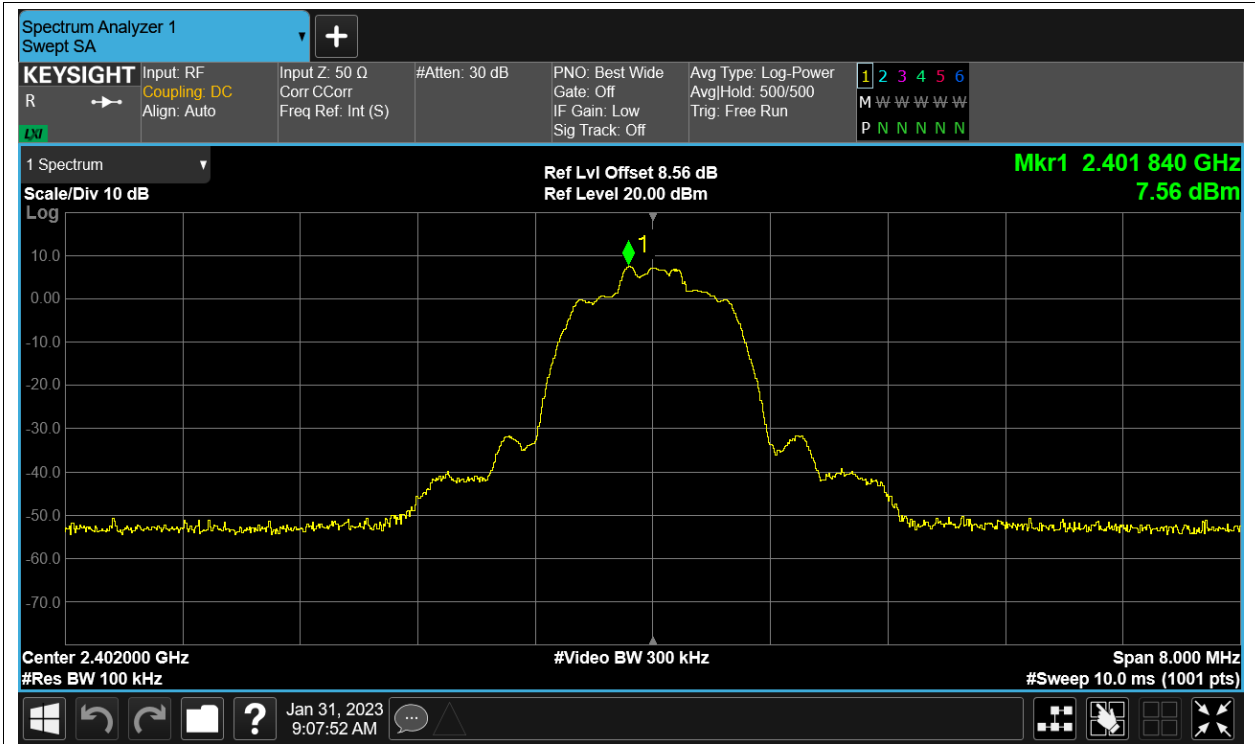 Spectrum Analyzer 1
Swept SA
KEYSIGHT
R
LXI
Input: RF
Coupling: DC
Align: Auto
Input Z: 50 Ω
Corr CCorr
Freq Ref: Int (S)
#Atten: 30 dB
PNO: Best Wide
Gate: Off
IF Gain: Low
Sig Track: Off
Avg Type: Log-Power
Avg|Hold: 500/500
Trig: Free Run
1 2 3 4 5 6
M W W W W W
P N N N N N
1 Spectrum
Scale/Div 10 dB
Log
Ref Lvl Offset 8.56 dB
Ref Level 20.00 dBm
Mkr1 2.401 840 GHz
7.56 dBm
1
10.0
0.00
-10.0
-20.0
-30.0
-40.0
-50.0
-60.0
-70.0
Center 2.402000 GHz
#Video BW 300 kHz
Span 8.000 MHz
#Res BW 100 kHz
#Sweep 10.0 ms (1001 pts)
?
Jan 31, 2023
9:07:52 AM